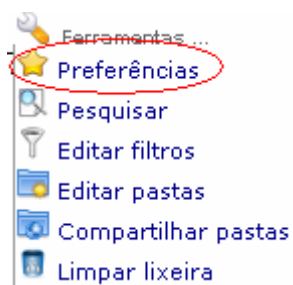 Ferramentas ...
Preferências
Pesquisar
Editar filtros
Editar pastas
Compartilhar pastas
Limpar lixeira